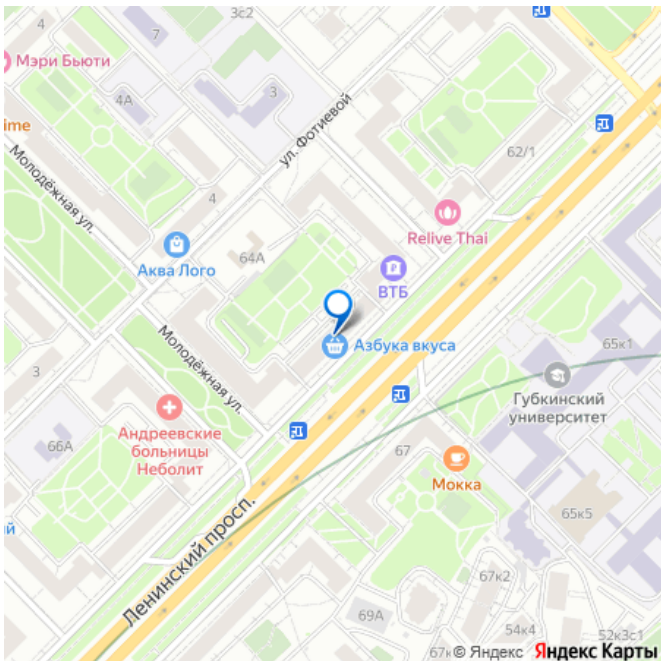 3с2
7
Мэри Бьюти
4А
3
ime
ул. Фотиевой
62/1
Молодёжная ул.
4
Relive Thai
64А
Аква Лого
ВТБ
Азбука вкуса
65к1
3
Молодёжная ул.
Губкинский
университет
Андреевские
больницы
Неболит
66А
67
Мокка
65к5
ий
Ленинский просп.
67к2
69А
54к4
52к3с1
67к
© Яндекс Яндекс Карты